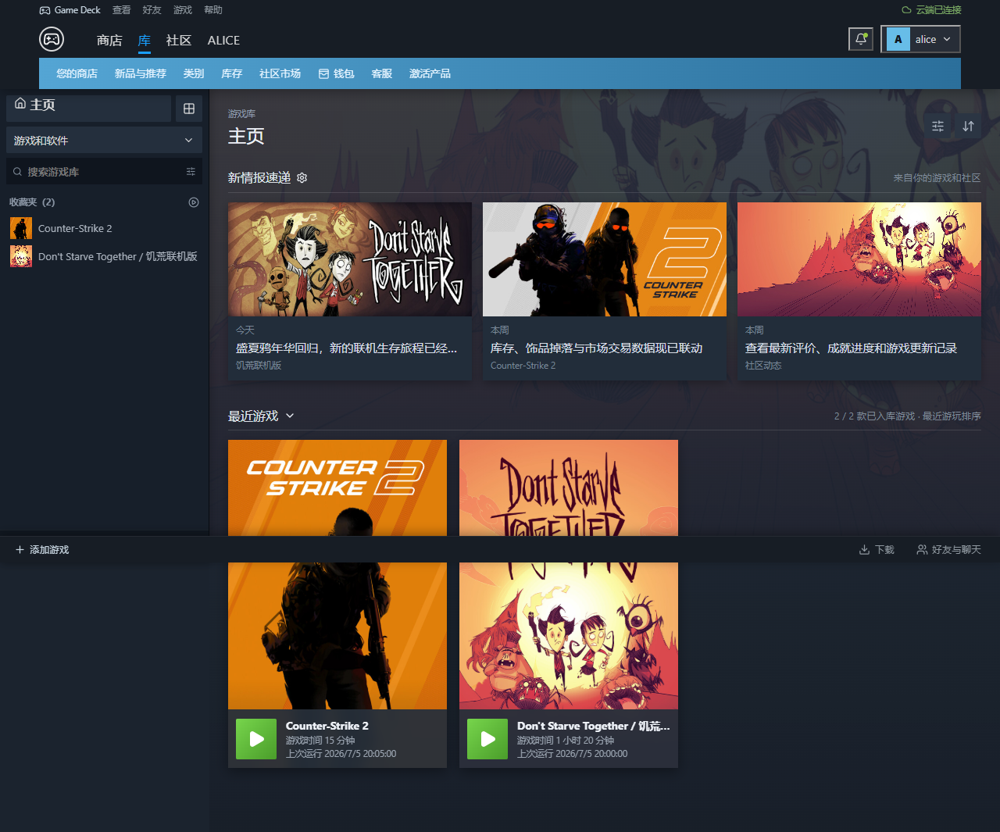 Game Deck 查看 好友 游戏 帮助
云端已连接
商店 库 社区 ALICE
A alice
您的商店 新品与推荐 类别 库存 社区市场 钱包 客服 激活产品
主页
游戏和软件
搜索游戏库
收藏夹 (2)
Counter-Strike 2
Don't Starve Together / 饥荒联机版
游戏库
主页
新情报速递
来自你的游戏和社区
Don't Starve
TOGETHER
2
COUNTER
STRIKE
今天
盛夏鸦年华回归，新的联机生存旅程已经...
饥荒联机版
本周
库存、饰品掉落与市场交易数据现已联动
Counter-Strike 2
本周
查看最新评价、成就进度和游戏更新记录
社区动态
最近游戏
2 / 2 款已入库游戏 · 最近游玩排序
COUNTER
STRIKE 2
Don't Starve
TOGETHER
添加游戏
下载
好友与聊天
Counter-Strike 2
游戏时间 15 分钟
上次运行 2026/7/5 20:05:00
Don't Starve Together / 饥荒...
游戏时间 1 小时 20 分钟
上次运行 2026/7/5 20:00:00